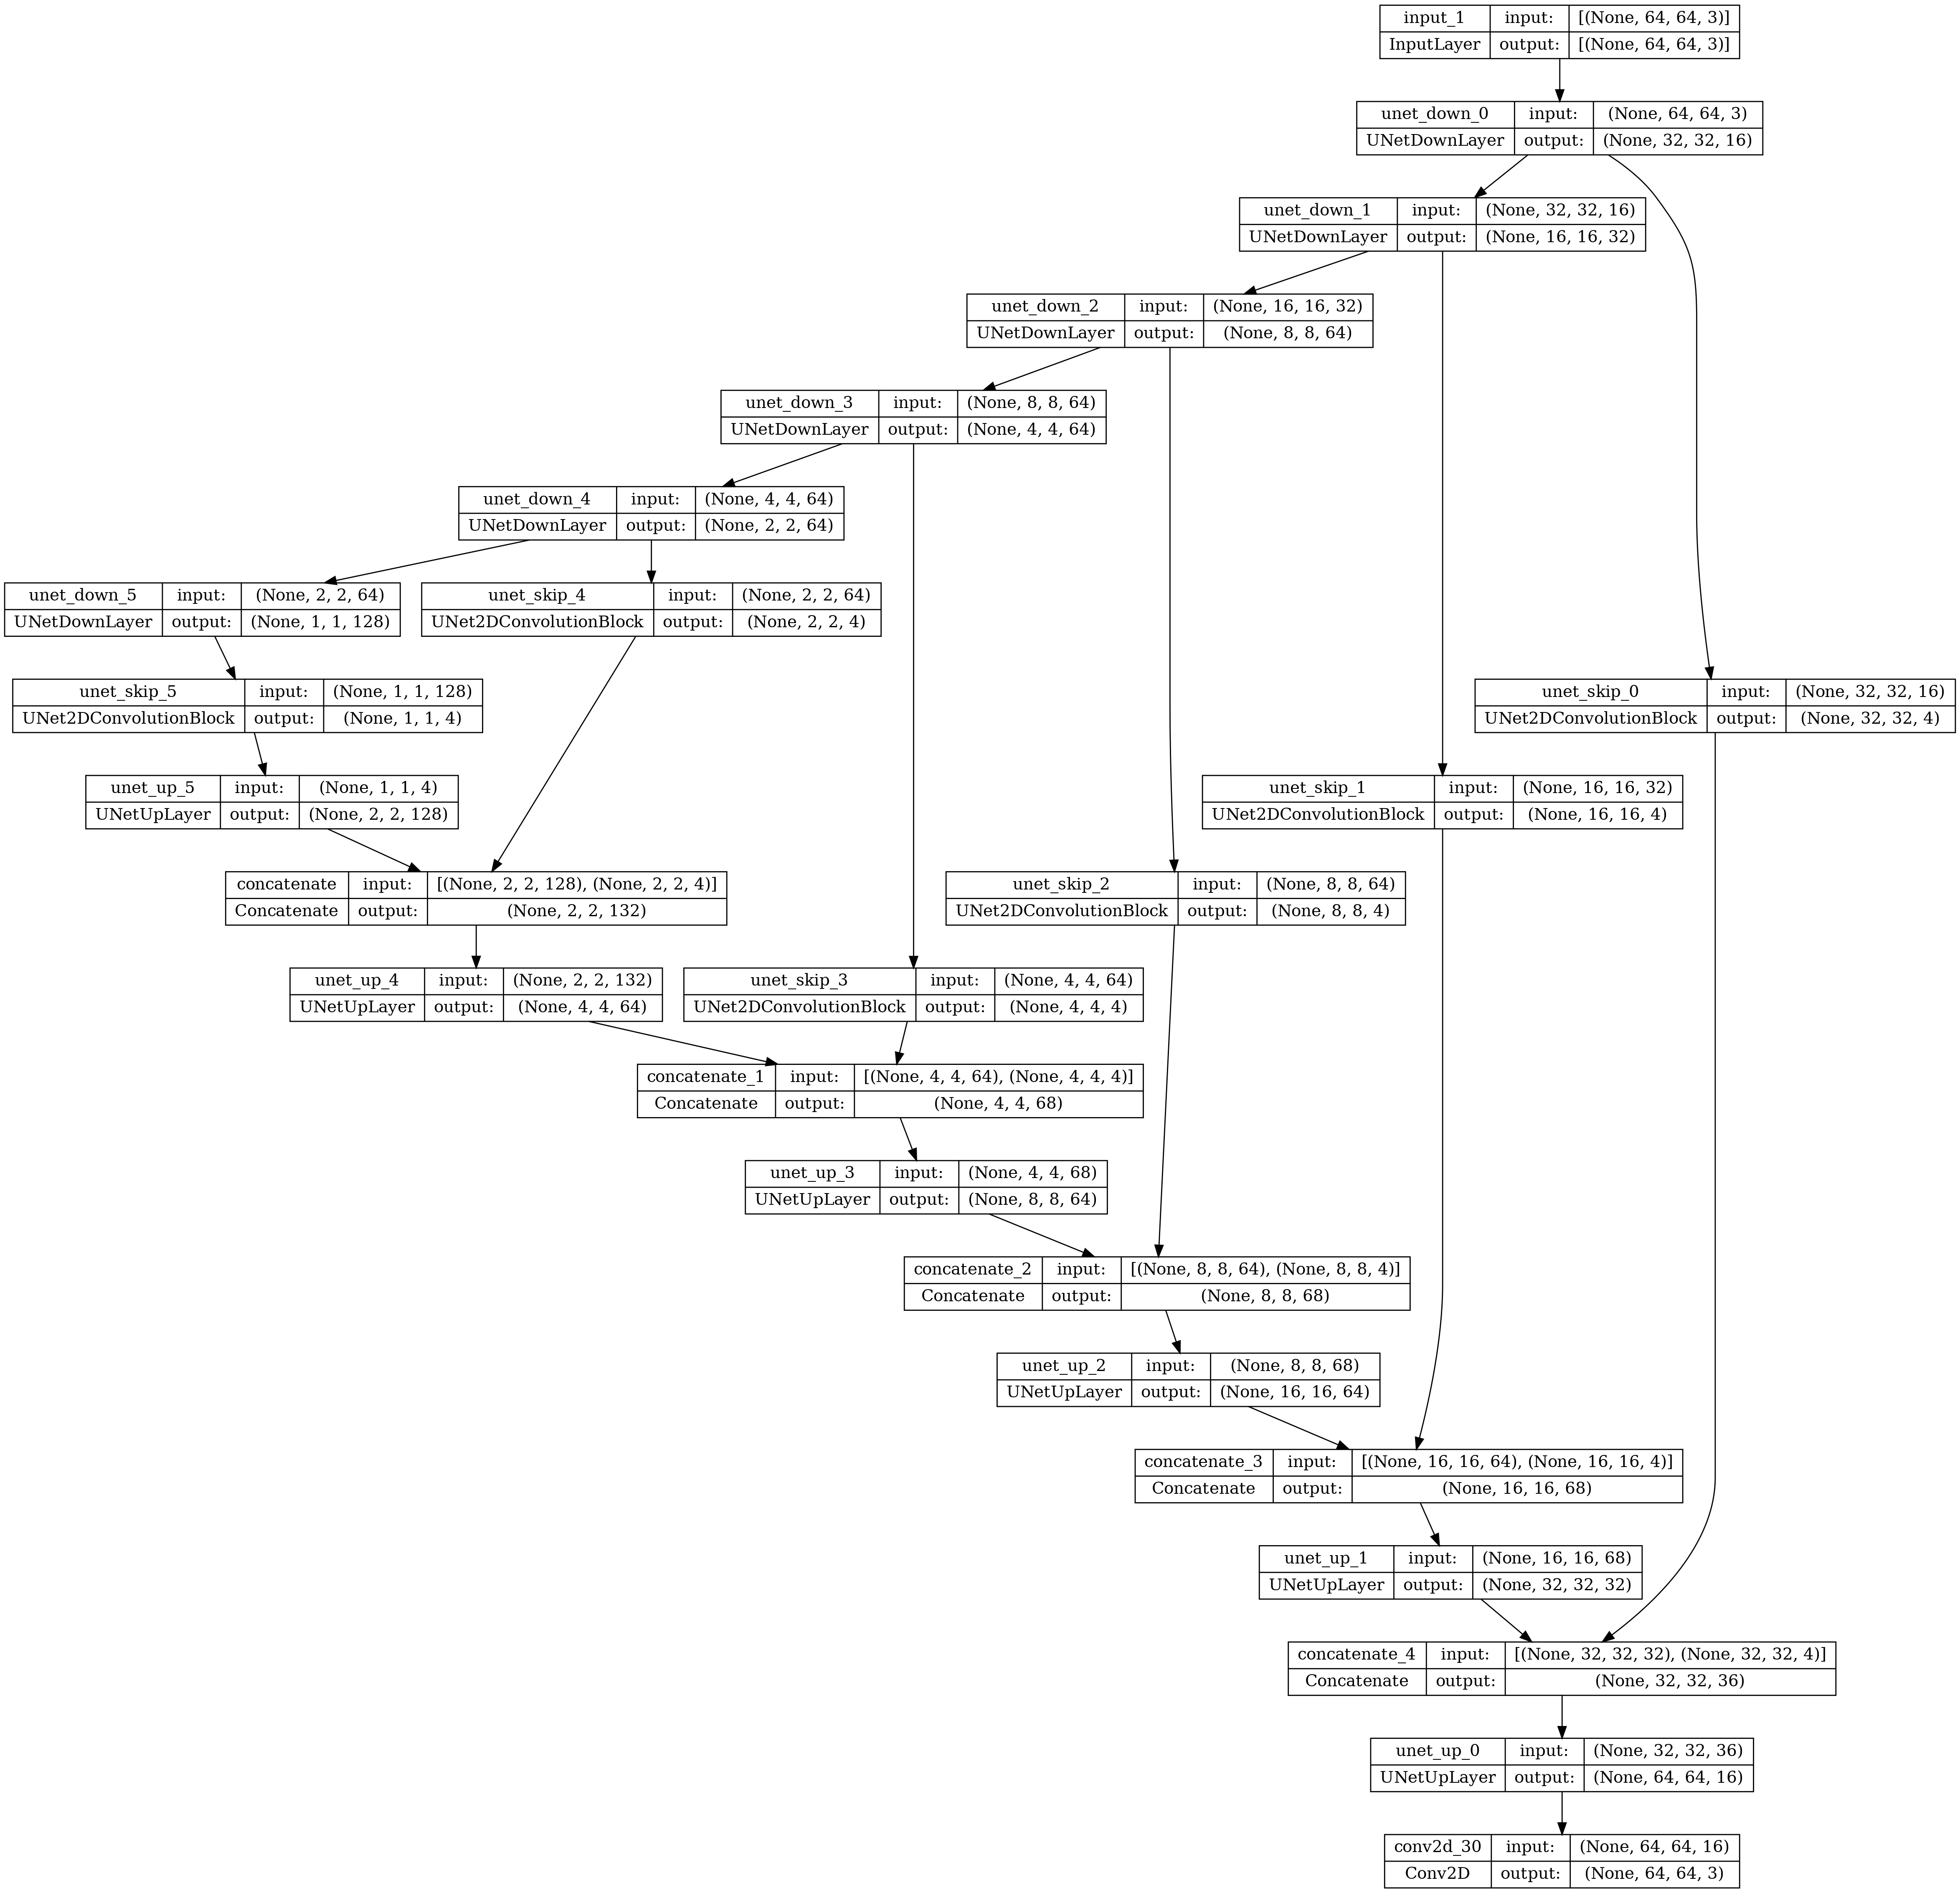 input_1 input: [(None, 64, 64, 3)]
InputLayer output: [(None, 64, 64, 3)]
unet_down_0 input: (None, 64, 64, 3)
UNetDownLayer output: (None, 32, 32, 16)
unet_down_1 input: (None, 32, 32, 16)
UNetDownLayer output: (None, 16, 16, 32)
unet_down_2 input: (None, 16, 16, 32)
UNetDownLayer output: (None, 8, 8, 64)
unet_down_3 input: (None, 8, 8, 64)
UNetDownLayer output: (None, 4, 4, 64)
unet_down_4 input: (None, 4, 4, 64)
UNetDownLayer output: (None, 2, 2, 64)
unet_down_5 input: (None, 2, 2, 64)
UNetDownLayer output: (None, 1, 1, 128)
unet_skip_4 input: (None, 2, 2, 64)
UNet2DConvolutionBlock output: (None, 2, 2, 4)
unet_skip_5 input: (None, 1, 1, 128)
UNet2DConvolutionBlock output: (None, 1, 1, 4)
unet_skip_0 input: (None, 32, 32, 16)
UNet2DConvolutionBlock output: (None, 32, 32, 4)
unet_up_5 input: (None, 1, 1, 4)
UNetUpLayer output: (None, 2, 2, 128)
unet_skip_1 input: (None, 16, 16, 32)
UNet2DConvolutionBlock output: (None, 16, 16, 4)
concatenate input: [(None, 2, 2, 128), (None, 2, 2, 4)]
Concatenate output: (None, 2, 2, 132)
unet_skip_2 input: (None, 8, 8, 64)
UNet2DConvolutionBlock output: (None, 8, 8, 4)
unet_up_4 input: (None, 2, 2, 132)
UNetUpLayer output: (None, 4, 4, 64)
unet_skip_3 input: (None, 4, 4, 64)
UNet2DConvolutionBlock output: (None, 4, 4, 4)
concatenate_1 input: [(None, 4, 4, 64), (None, 4, 4, 4)]
Concatenate output: (None, 4, 4, 68)
unet_up_3 input: (None, 4, 4, 68)
UNetUpLayer output: (None, 8, 8, 64)
concatenate_2 input: [(None, 8, 8, 64), (None, 8, 8, 4)]
Concatenate output: (None, 8, 8, 68)
unet_up_2 input: (None, 8, 8, 68)
UNetUpLayer output: (None, 16, 16, 64)
concatenate_3 input: [(None, 16, 16, 64), (None, 16, 16, 4)]
Concatenate output: (None, 16, 16, 68)
unet_up_1 input: (None, 16, 16, 68)
UNetUpLayer output: (None, 32, 32, 32)
concatenate_4 input: [(None, 32, 32, 32), (None, 32, 32, 4)]
Concatenate output: (None, 32, 32, 36)
unet_up_0 input: (None, 32, 32, 36)
UNetUpLayer output: (None, 64, 64, 16)
conv2d_30 input: (None, 64, 64, 16)
Conv2D output: (None, 64, 64, 3)